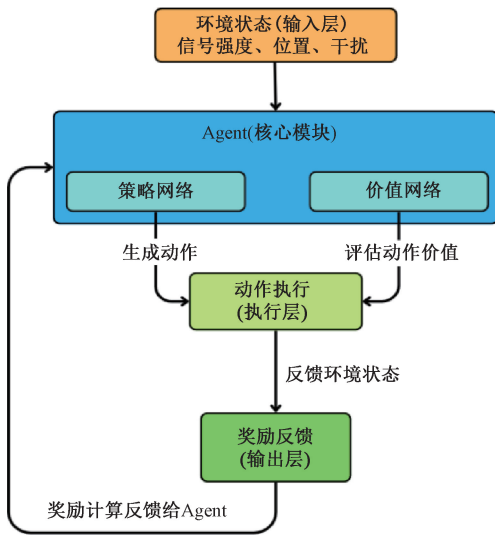 环境状态(输入层)
信号强度、位置、干扰
Agent(核心模块)
策略网络
价值网络
生成动作
评估动作价值
动作执行
(执行层)
反馈环境状态
奖励反馈
(输出层)
奖励计算反馈给Agent